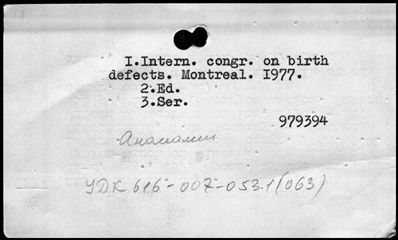 I.Intern. congr. on birth
defects. Montreal. I977.
2.Ed.
3.Ser.
979394
УДК 616-007-053.1(063)